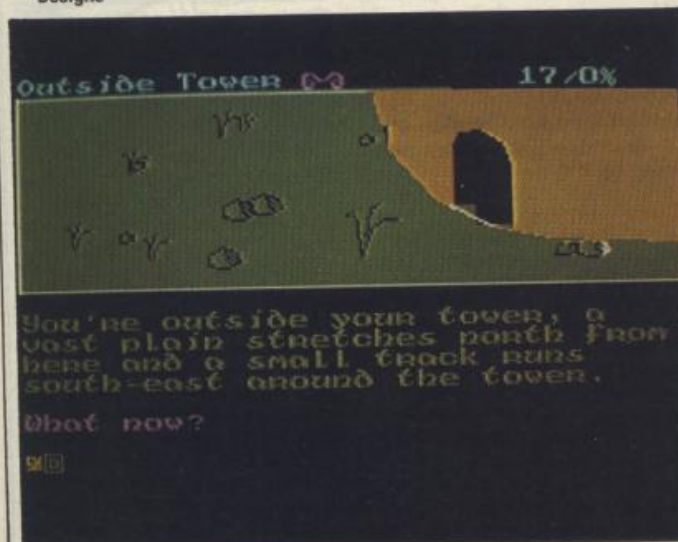 Designs
Outside Tower 17/0%
You're outside your tower, a
vast plain stretches north from
here and a small track runs
south-east around the tower.
What now?